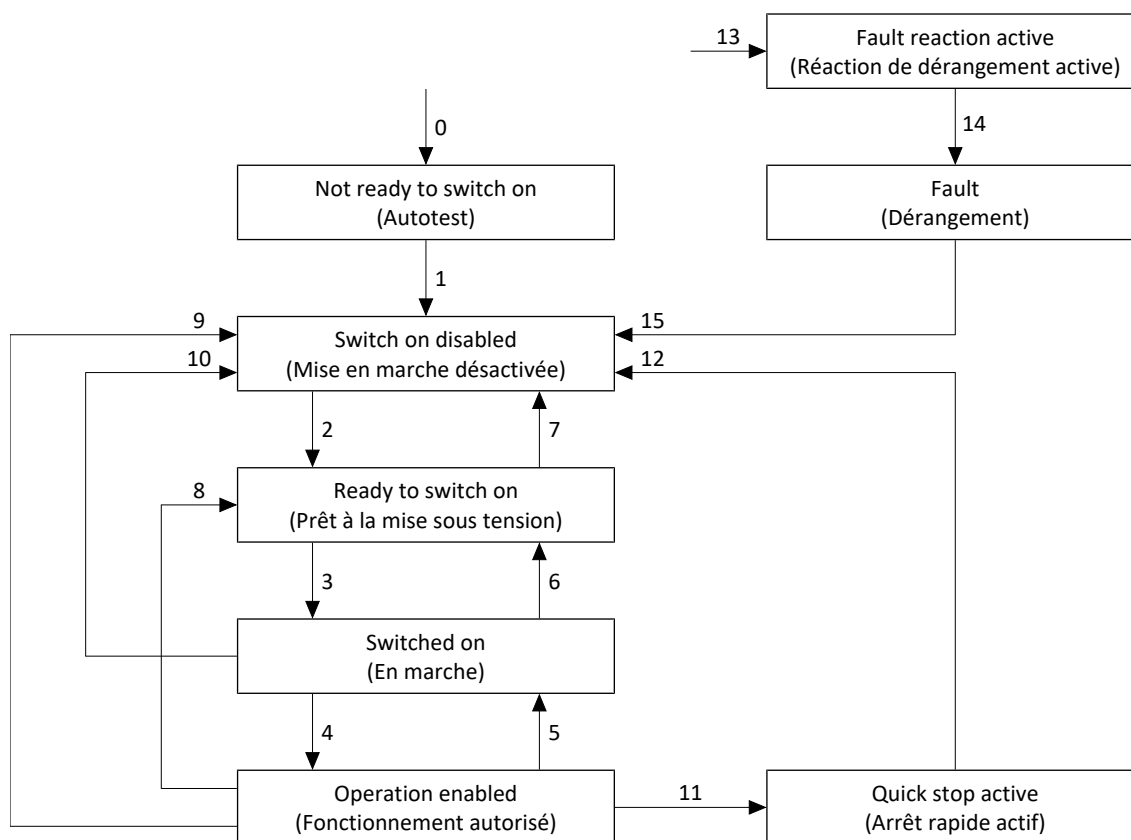 13
Fault reaction active
(Réaction de dérangement active)
0
14
Not ready to switch on
(Autotest)
Fault
(Dérangement)
1
9
15
Switch on disabled
(Mise en marche désactivée)
10
12
2
7
8
Ready to switch on
(Prêt à la mise sous tension)
3
6
Switched on
(En marche)
4
5
Operation enabled
(Fonctionnement autorisé)
11
Quick stop active
(Arrêt rapide actif)